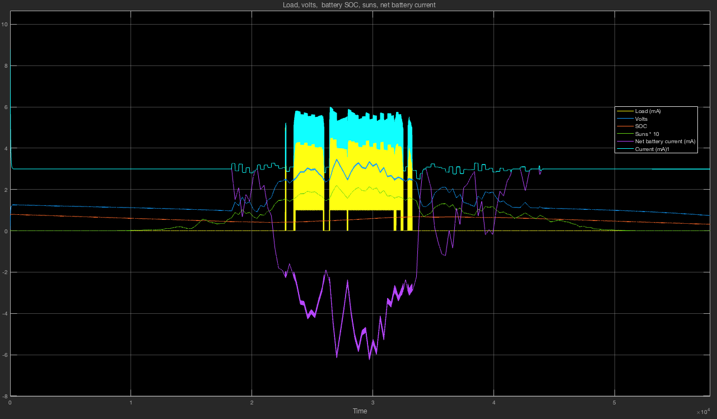 Load, volts,  battery SOC, suns, net battery current
10
8
6
4
2
0
-2
-4
-6
-8
Load (mA)
Volts
SOC
Suns * 10
Net battery current (mA)
Current (mA)/1
0
1
2
3
4
5
Time
×10⁴